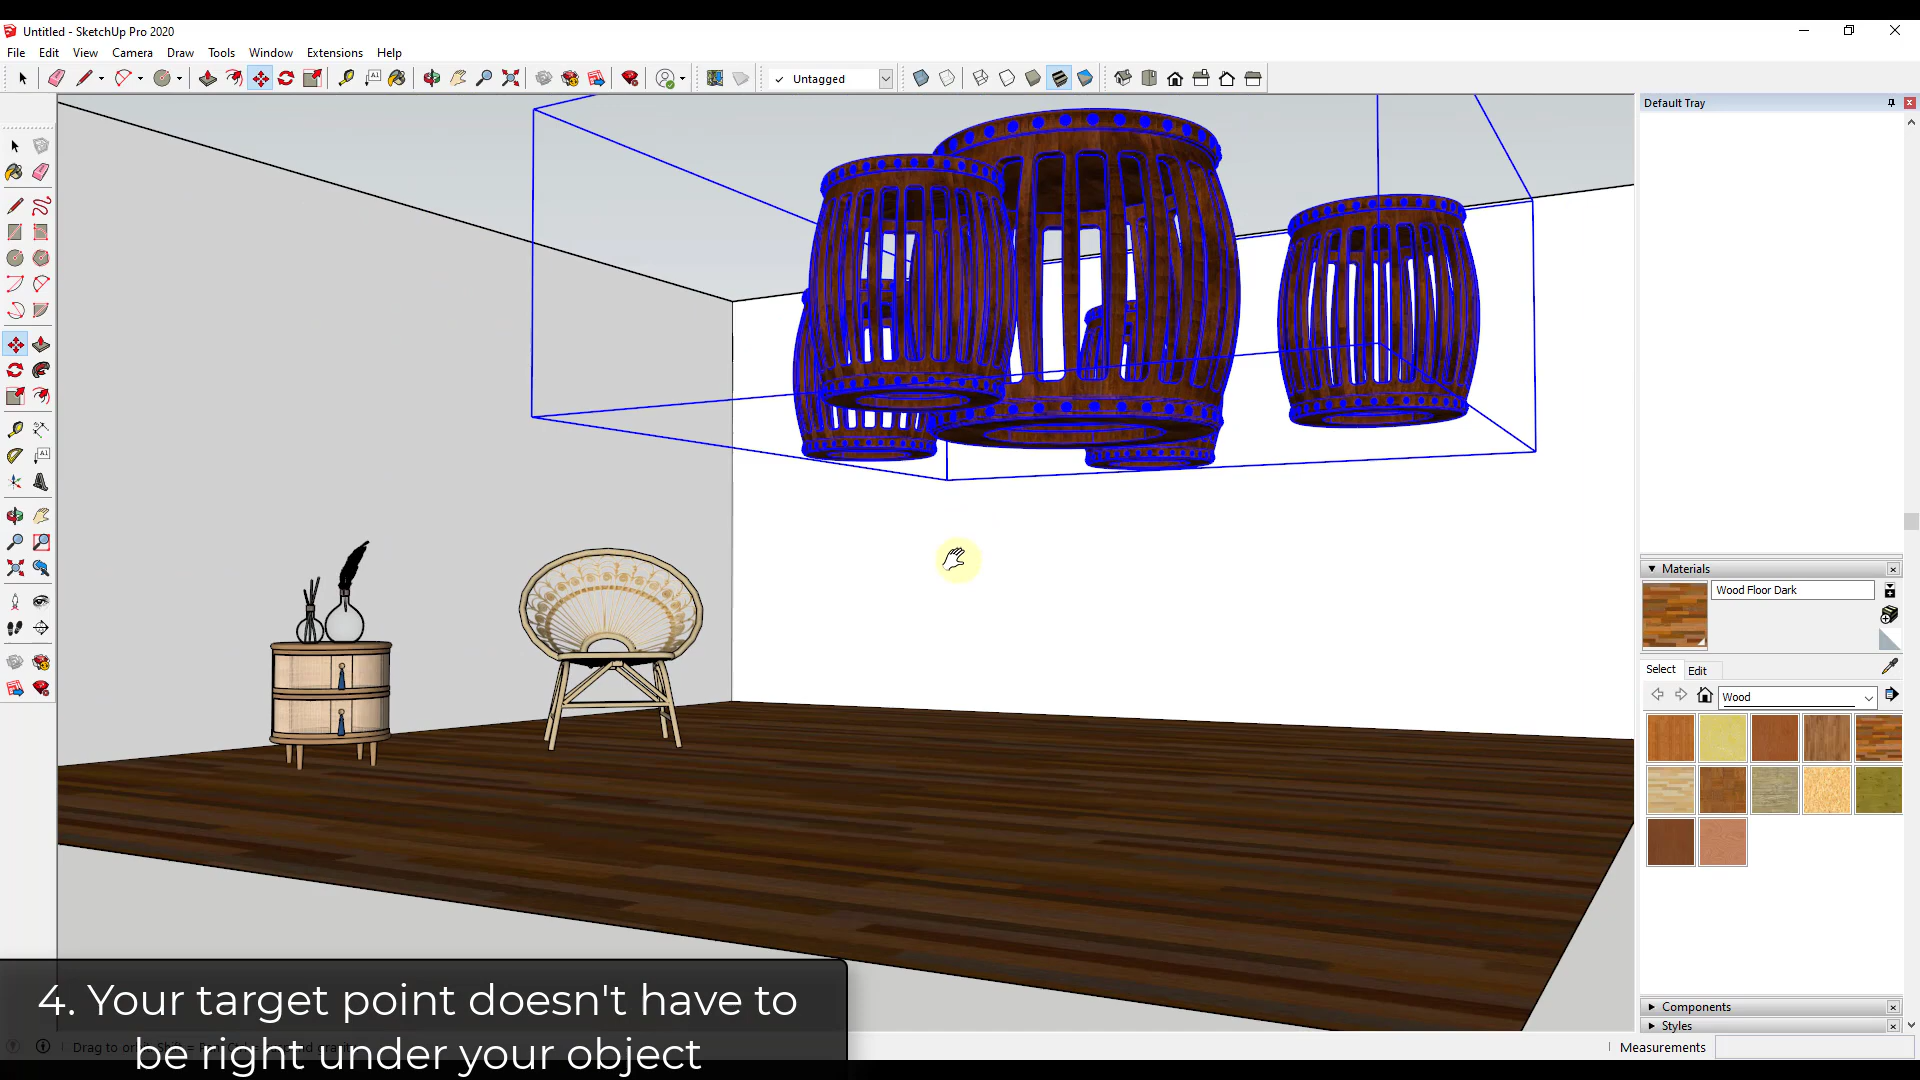 Untitled - SketchUp Pro 2020
File Edit View Camera Draw Tools Window Extensions Help
Untagged
Default Tray
Materials
Wood Floor Dark
Select Edit
Wood
Components
Styles
Measurements
4. Your target point doesn't have to
be right under your object